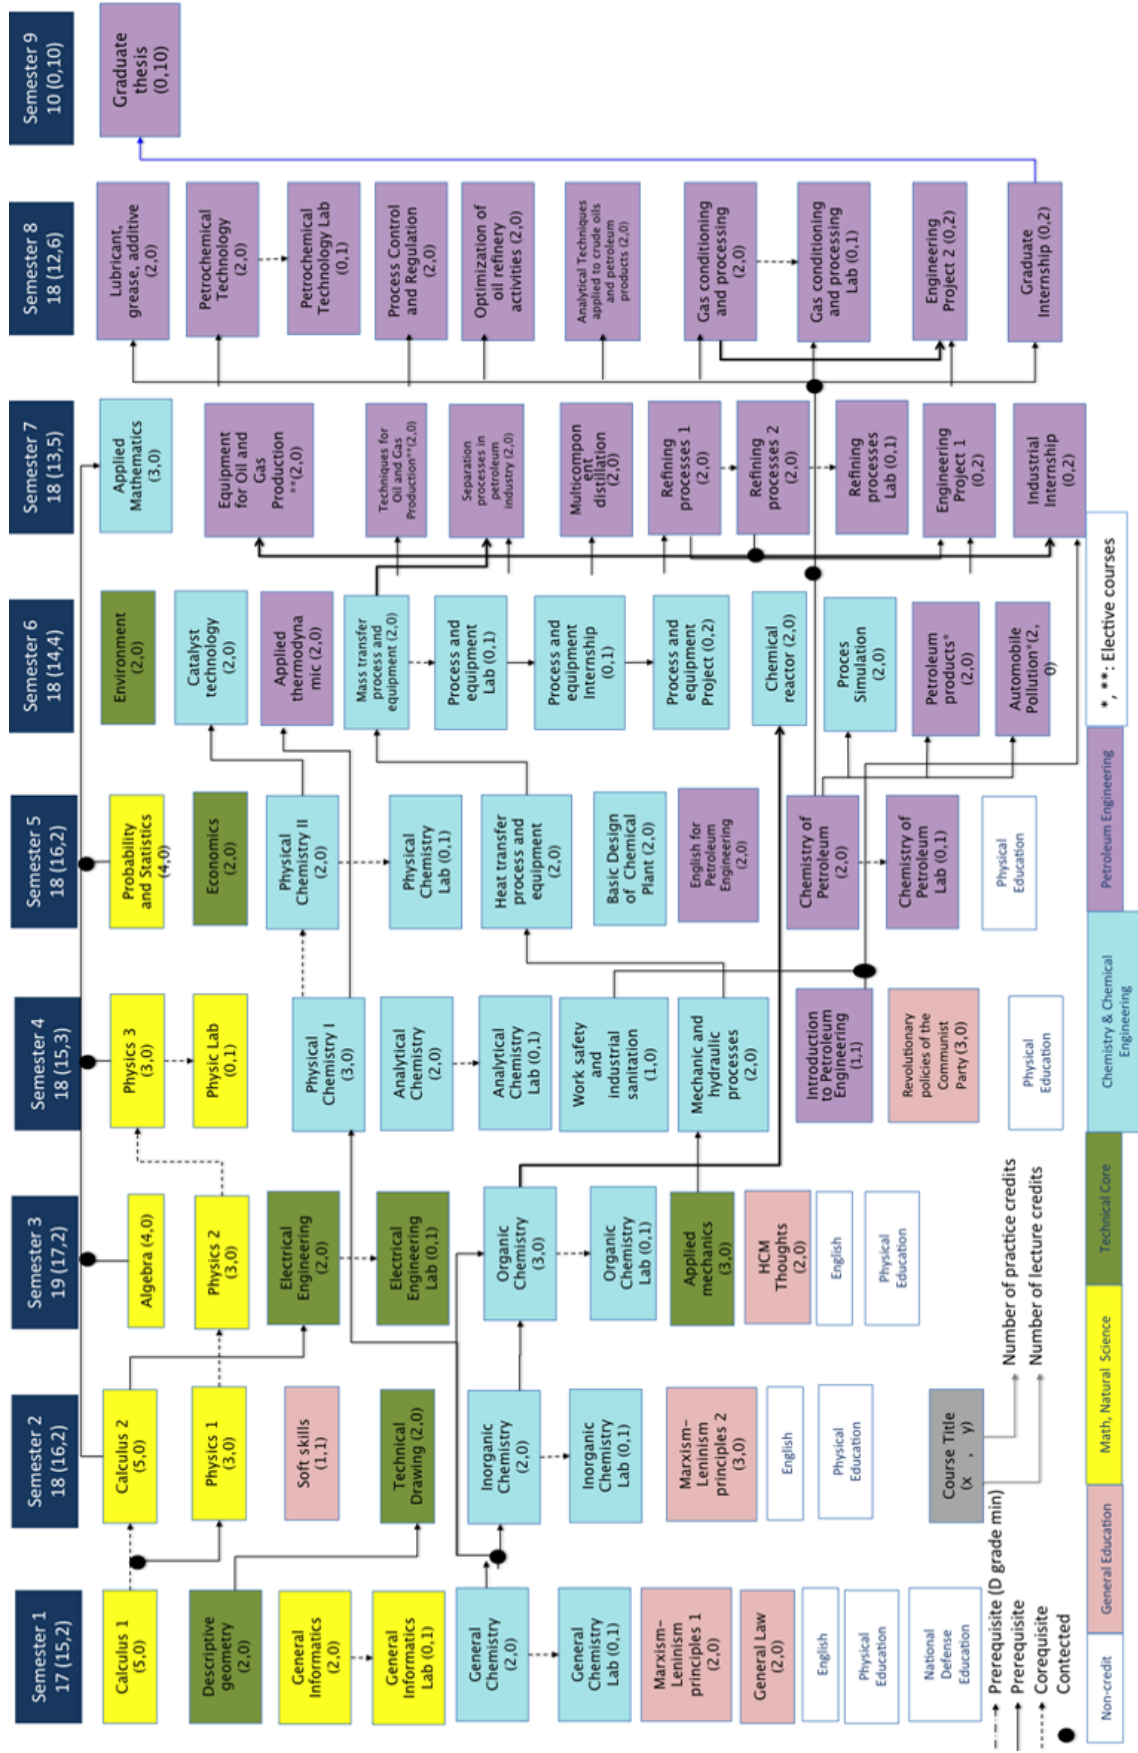 Semester 1
17 (15,2)
Calculus 1
(5,0)
Descriptive
geometry
(2,0)
General
Informatics
(2,0)
General
Informatics
Lab (0,1)
General
Chemistry
(2,0)
General
Chemistry
Lab (0,1)
Marxism-
Leninism
principles 1
(2,0)
General Law
(2,0)
English
Physical
Education
National
Defense
Education
Semester 2
18 (16,2)
Calculus 2
(5,0)
Physics 1
(3,0)
Soft skills
(1,1)
Technical
Drawing (2,0)
Inorganic
Chemistry
(2,0)
Inorganic
Chemistry
Lab (0,1)
Marxism-
Leninism
principles 2
(3,0)
English
Physical
Education
Semester 3
19 (17,2)
Algebra (4,0)
Physics 2
(3,0)
Electrical
Engineering
(2,0)
Electrical
Engineering
Lab (0,1)
Organic
Chemistry
(3,0)
Organic
Chemistry
Lab (0,1)
Applied
mechanics
(3,0)
HCM
Thoughts
(2,0)
English
Physical
Education
Semester 4
18 (15,3)
Physics 3
(3,0)
Physic Lab
(0,1)
Physical
Chemistry I
(3,0)
Analytical
Chemistry
(2,0)
Analytical
Chemistry
Lab (0,1)
Work safety
and
industrial
sanitation
(1,0)
Mechanic and
hydraulic
processes
(2,0)
Introduction
to Petroleum
Engineering
(1,1)
Revolutionary
policies of the
Communist
Party (3,0)
Physical
Education
Semester 5
18 (16,2)
Probability
and Statistics
(4,0)
Economics
(2,0)
Physical
Chemistry II
(2,0)
Physical
Chemistry
Lab (0,1)
Heat transfer
process and
equipment
(2,0)
Basic Design
of Chemical
Plant (2,0)
English for
Petroleum
Engineering
(2,0)
Chemistry of
Petroleum
(2,0)
Chemistry of
Petroleum
Lab (0,1)
Physical
Education
Semester 6
18 (14,4)
Environment
(2,0)
Catalyst
technology
(2,0)
Applied
thermodyna
mic (2,0)
Mass transfer
process and
equipment (2,0)
Process and
equipment
Lab (0,1)
Process and
equipment
Internship
(0,1)
Process and
equipment
Project (0,2)
Chemical
reactor (2,0)
Proces
Simulation
(2,0)
Petroleum
products*
(2,0)
Automobile
Pollution*(2,
0)
Semester 7
18 (13,5)
Applied
Mathematics
(3,0)
Equipment
for Oil and
Gas
Production
**(2,0)
Techniques for
Oil and Gas
Production**(2,0)
Separation
processes in
petroleum
industry (2,0)
Multicompon
ent
distillation
(2,0)
Refining
processes 1
(2,0)
Refining
processes 2
(2,0)
Refining
processes
Lab (0,1)
Engineering
Project 1
(0,2)
Industrial
Internship
(0,2)
Semester 8
18 (12,6)
Lubricant,
grease, additive
(2,0)
Petrochemical
Technology
(2,0)
Petrochemical
Technology Lab
(0,1)
Process Control
and Regulation
(2,0)
Optimization of
oil refinery
activities (2,0)
Analytical Techniques
applied to crude oils
and petroleum
products (2,0)
Gas conditioning
and processing
(2,0)
Gas conditioning
and processing
Lab (0,1)
Engineering
Project 2 (0,2)
Graduate
Internship (0,2)
Semester 9
10 (0,10)
Graduate
thesis
(0,10)
Course Title
(x , y)
Number of practice credits
Number of lecture credits
Prerequisite (D grade min)
Prerequisite
Corequisite
Contected
*, **: Elective courses
Non-credit
General Education
Math, Natural Science
Technical Core
Chemistry & Chemical
Engineering
Petroleum Engineering